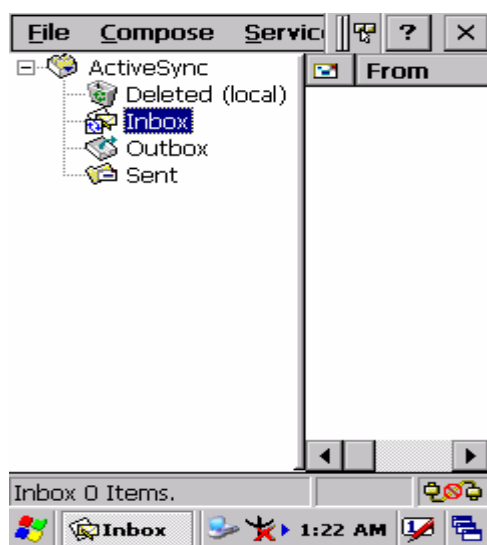 File Compose Servic ?
ActiveSync
From
Deleted (local)
Inbox
Outbox
Sent
Inbox 0 Items.
Inbox 1:22 AM